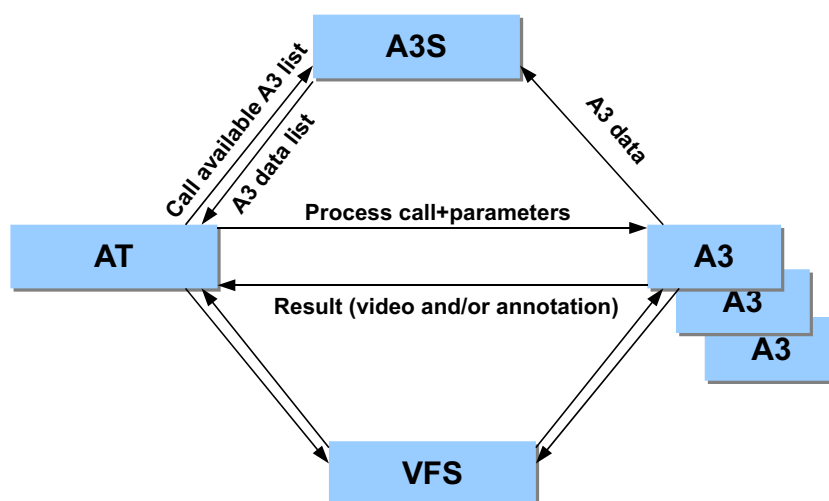 A3S
Call available A3 list
A3 data list
A3 data
Process call+parameters
AT
A3
Result (video and/or annotation)
A3
A3
VFS